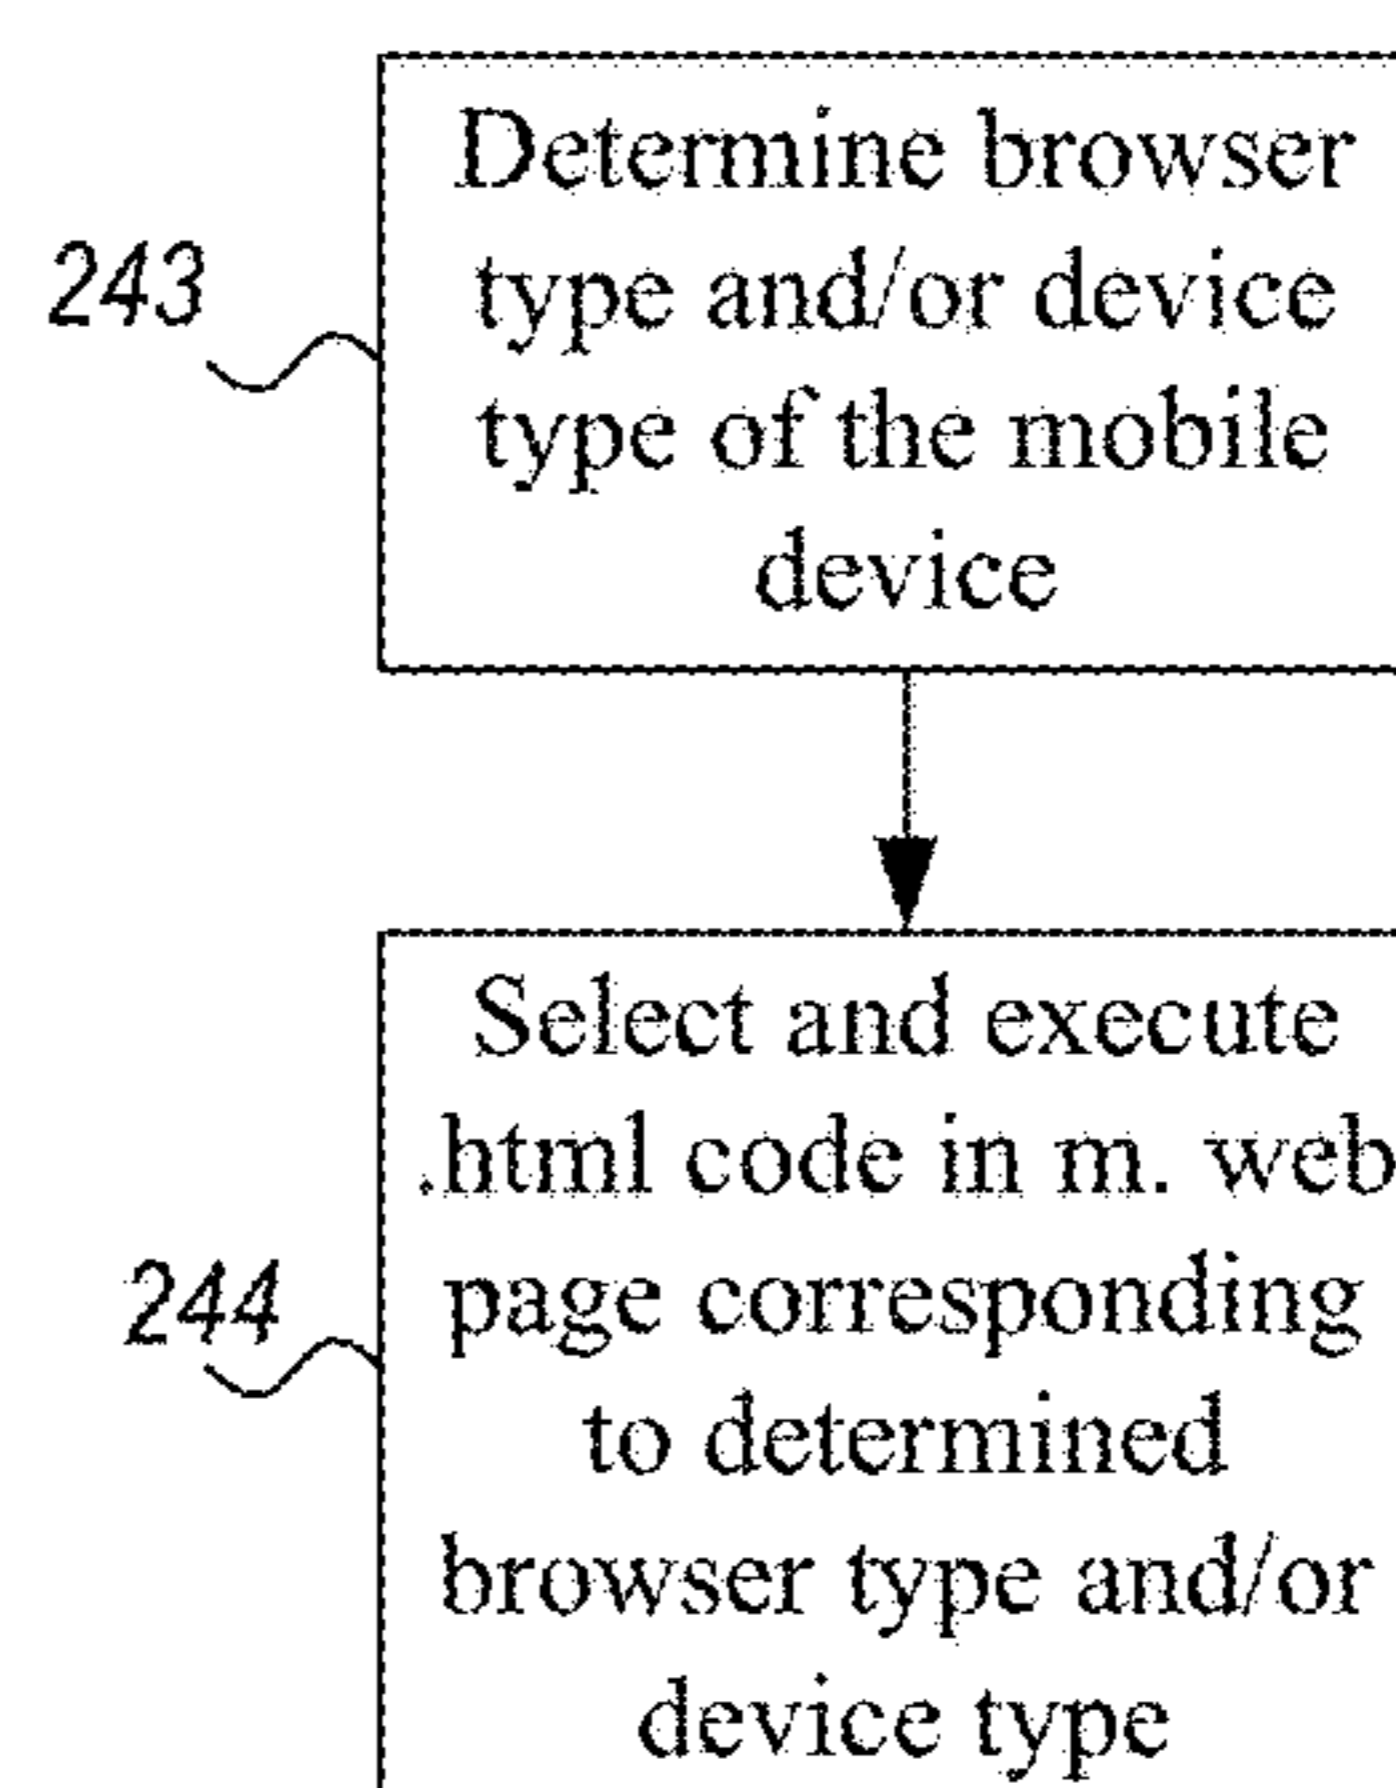 Determine browser
type and/or device
type of the mobile
device
243
Select and execute
.html code in m. web
page corresponding
to determined
browser type and/or
device type
244